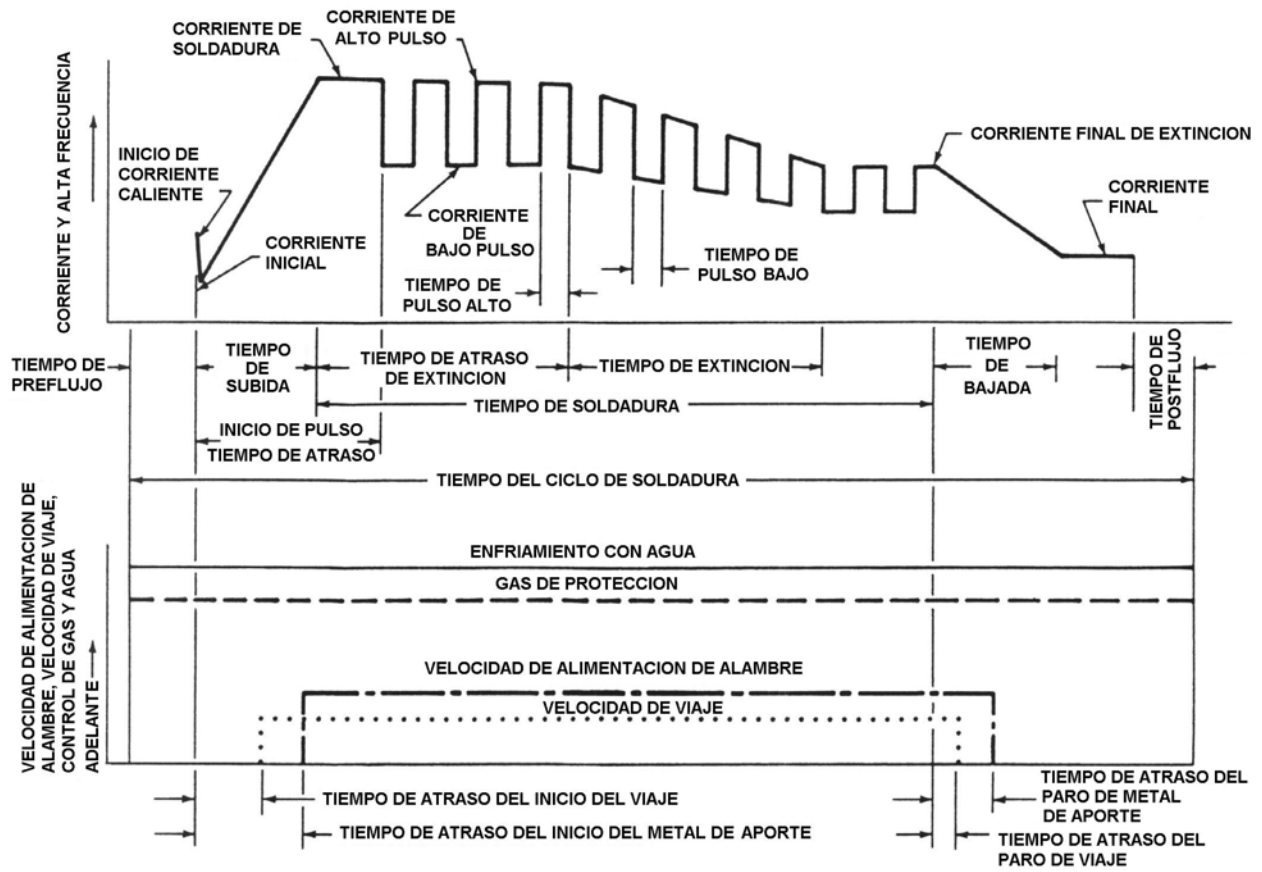 CORRIENTE DE
SOLDADURA
CORRIENTE DE
ALTO PULSO
CORRIENTE Y ALTA FRECUENCIA
INICIO DE
CORRIENTE
CALIENTE
CORRIENTE
INICIAL
CORRIENTE
DE
BAJO PULSO
TIEMPO DE
PULSO ALTO
TIEMPO DE
PULSO BAJO
CORRIENTE FINAL DE EXTINCION
CORRIENTE
FINAL
TIEMPO DE
PREFLUJO
TIEMPO
DE
SUBIDA
TIEMPO DE ATRASO
DE EXTINCION
TIEMPO DE EXTINCION
TIEMPO
DE
BAJADA
TIEMPO DE
POSTFLUJO
TIEMPO DE SOLDADURA
INICIO DE PULSO
TIEMPO DE ATRASO
TIEMPO DEL CICLO DE SOLDADURA
VELOCIDAD DE ALIMENTACION DE
ALAMBRE, VELOCIDAD DE VIAJE,
CONTROL DE GAS Y AGUA
ADELANTE
ENFRIAMIENTO CON AGUA
GAS DE PROTECCION
VELOCIDAD DE ALIMENTACION DE ALAMBRE
VELOCIDAD DE VIAJE
TIEMPO DE ATRASO DEL INICIO DEL VIAJE
TIEMPO DE ATRASO DEL INICIO DEL METAL DE APORTE
TIEMPO DE ATRASO DEL
PARO DE METAL
DE APORTE
TIEMPO DE ATRASO DEL
PARO DE VIAJE